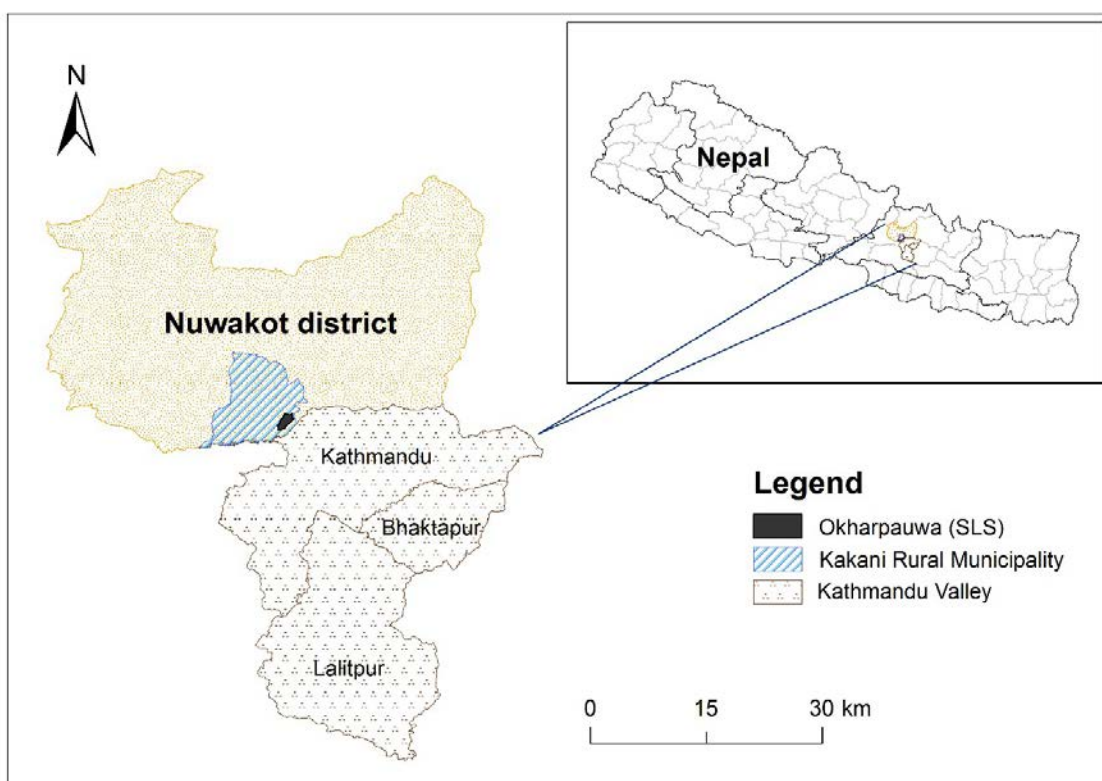 N
Nepal
Nuwakot district
Kathmandu
Bhaktapur
Lalitpur
Legend
Okharpauwa (SLS)
Kakani Rural Municipality
Kathmandu Valley
0 15 30 km